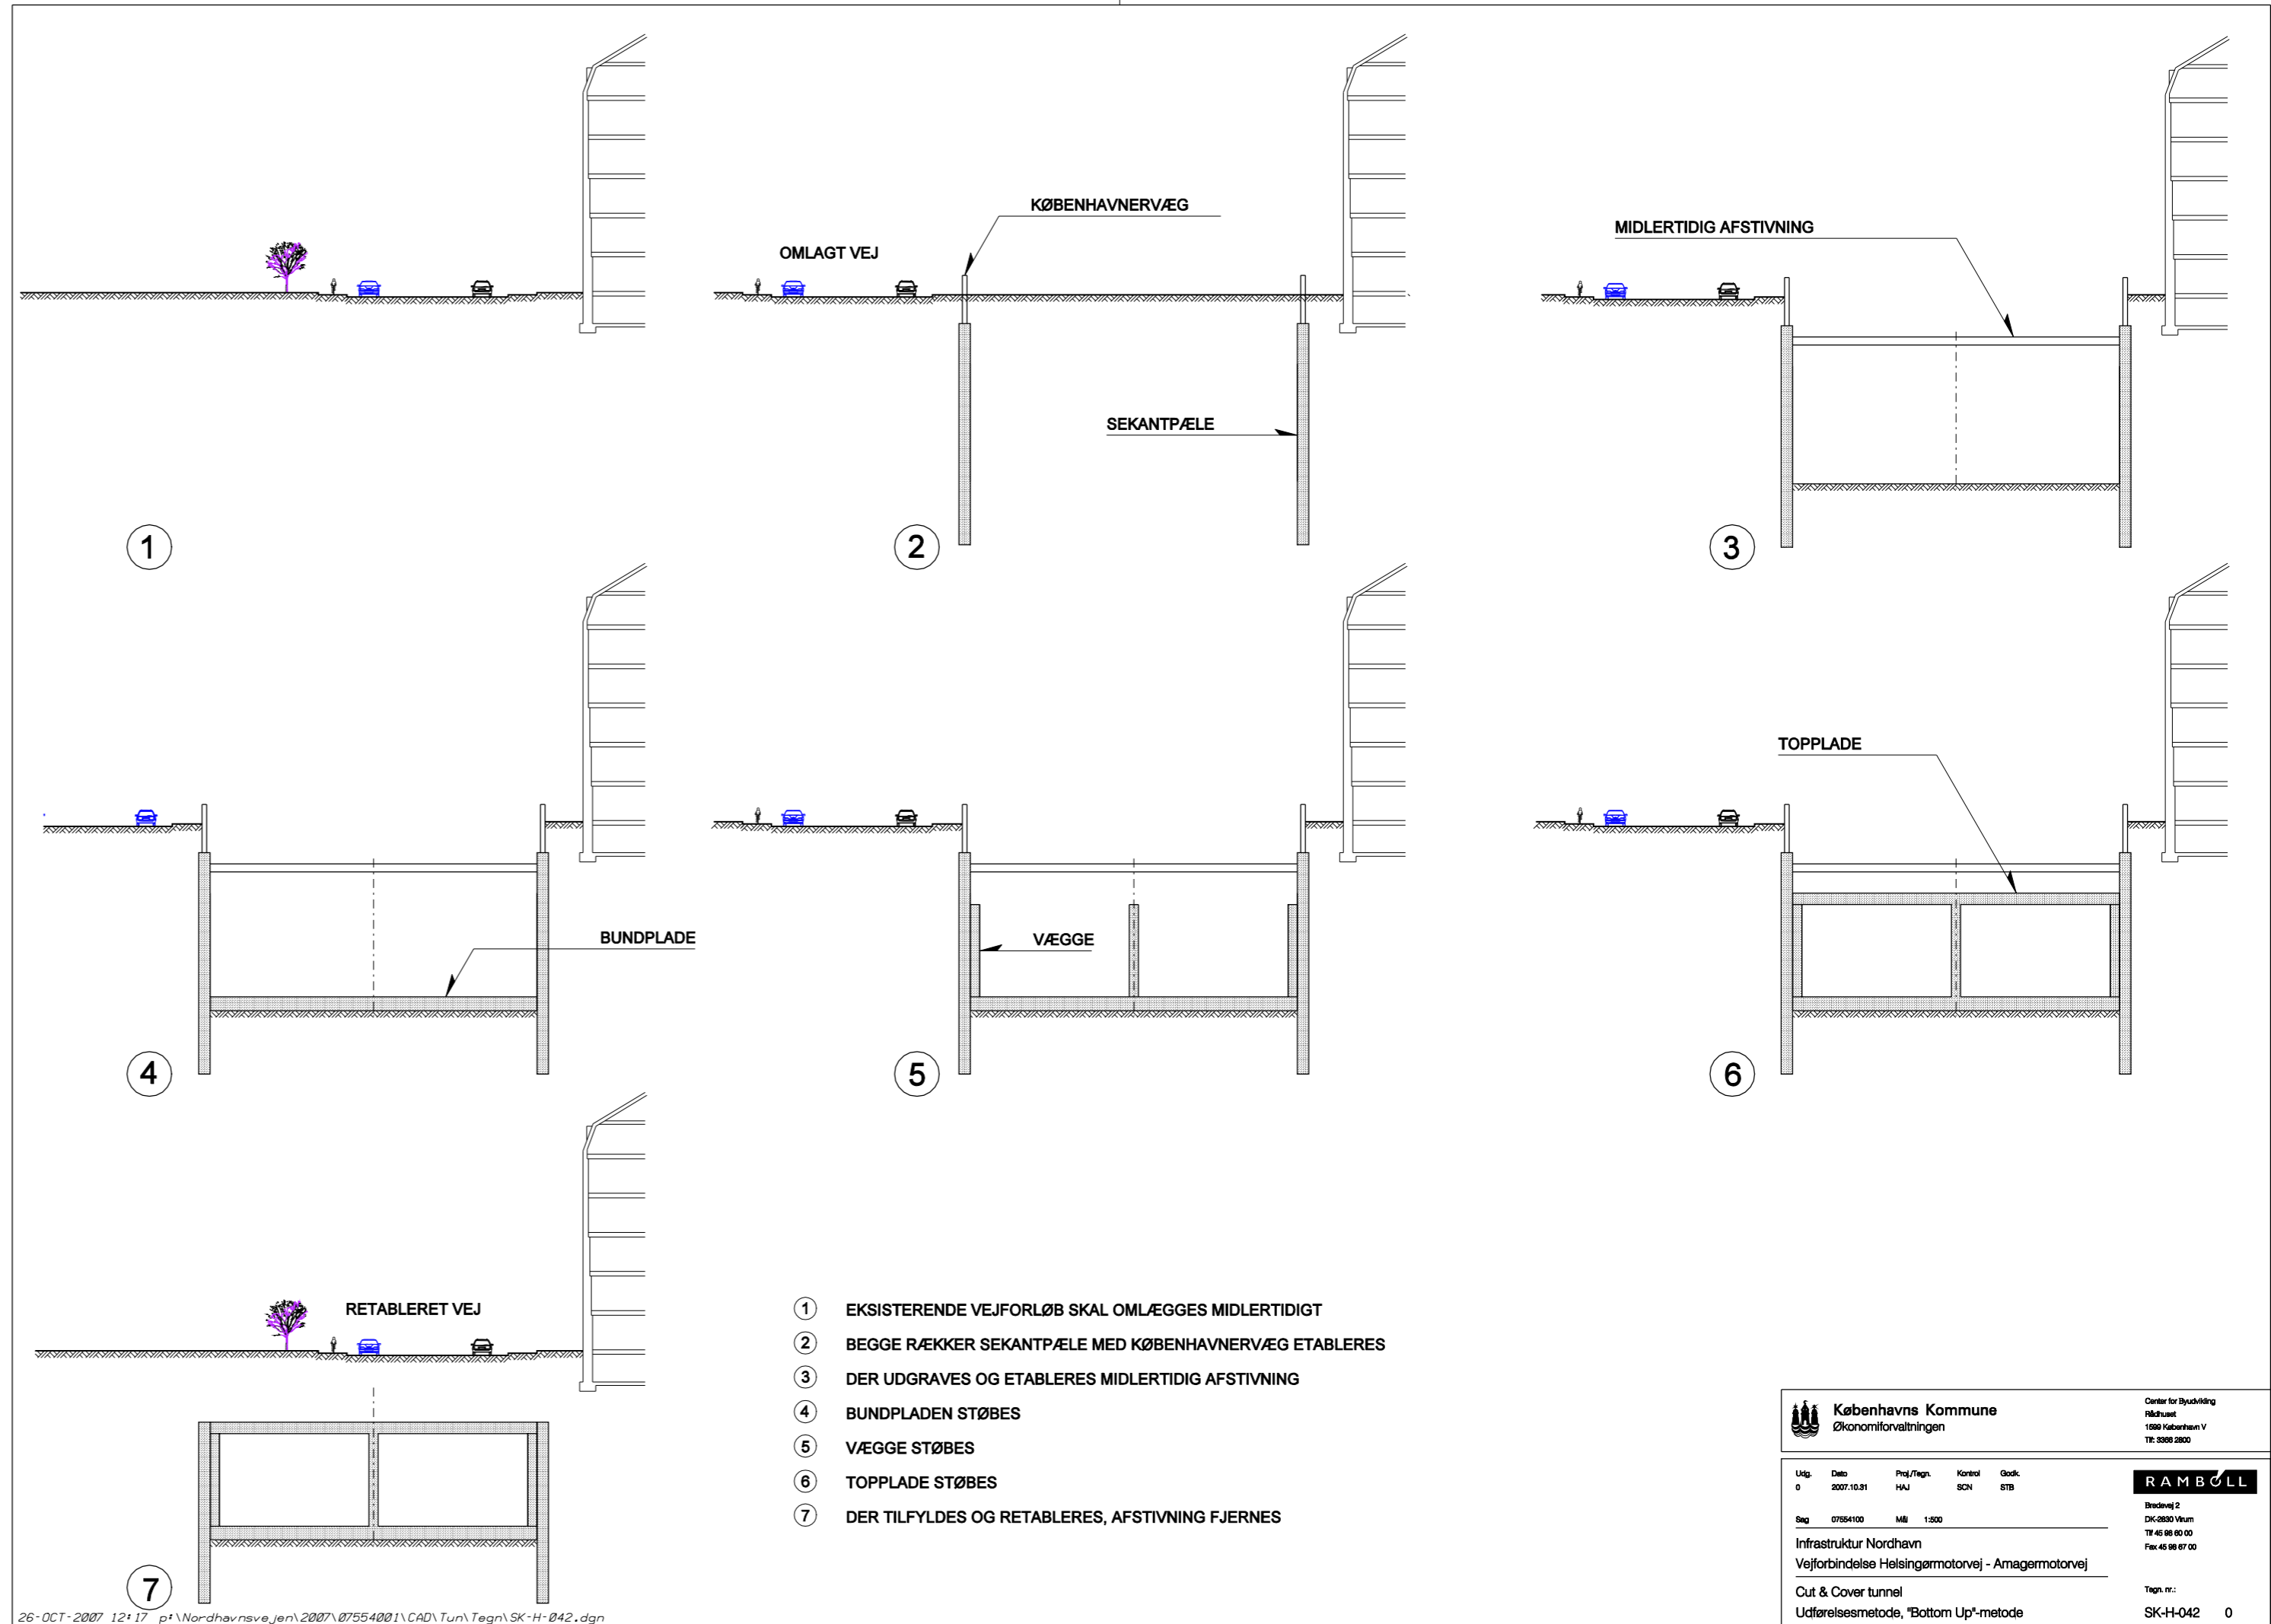 KØBENHAVNERVÆG
OMLAGT VEJ
SEKANTPÆLE
MIDLERTIDIG AFSTIVNING
1
2
3
BUNDPLADE
VÆGGE
TOPPLADE
4
5
6
RETABLERET VEJ
7
1 EKSISTERENDE VEJFORLØB SKAL OMLÆGGES MIDLERTIDIGT
2 BEGGE RÆKKER SEKANTPÆLE MED KØBENHAVNERVÆG ETABLERES
3 DER UDGRAVES OG ETABLERES MIDLERTIDIG AFSTIVNING
4 BUNDPLADEN STØBES
5 VÆGGE STØBES
6 TOPPLADE STØBES
7 DER TILFYLDES OG RETABLERES, AFSTIVNING FJERNES
Københavns Kommune
Økonomiforvaltningen
Center for Byudvikling
Rådhuset
1599 København V
Tlf: 3366 2800
Udg. Dato Proj./Tegn. Kontrol Godk.
0 2007.10.31 HAJ SCN STB
Sag 07554100 Mål 1:500
RAMBØLL
Bredevej 2
DK-2830 Virum
Tlf 45 98 60 00
Fax 45 98 67 00
Infrastruktur Nordhavn
Vejforbindelse Helsingørmotorvej - Amagermotorvej
Cut & Cover tunnel
Udførelsesmetode, "Bottom Up"-metode
Tegn. nr.:
SK-H-042 0
26-OCT-2007 12:17 p:\Nordhavnsvejen\2007\07554001\CAD\Tun\Tegn\SK-H-042.dgn